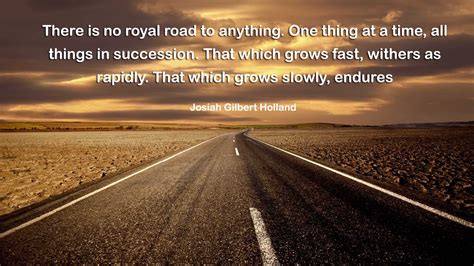 There is no royal road to anything. One thing at a time, all
things in succession. That which grows fast, withers as
rapidly. That which grows slowly, endures
Josiah Gilbert Holland